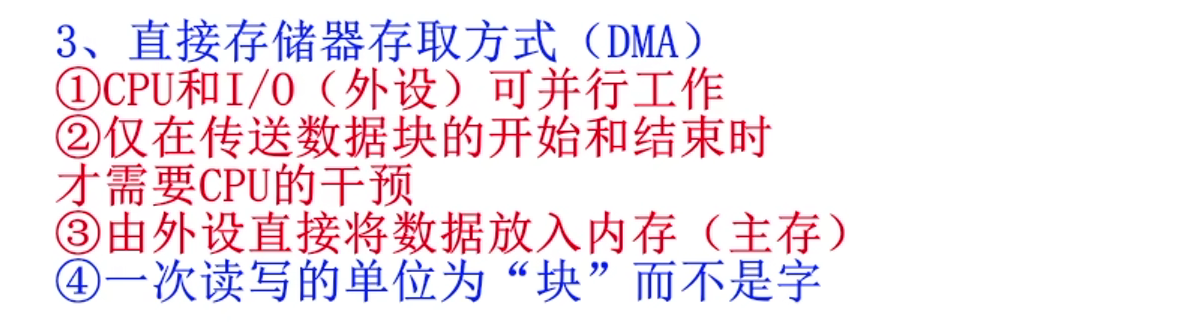 3、直接存储器存取方式（DMA）
①CPU和I/O（外设）可并行工作
②仅在传送数据块的开始和结束时
才需要CPU的干预
③由外设直接将数据放入内存（主存）
④一次读写的单位为“块”而不是字